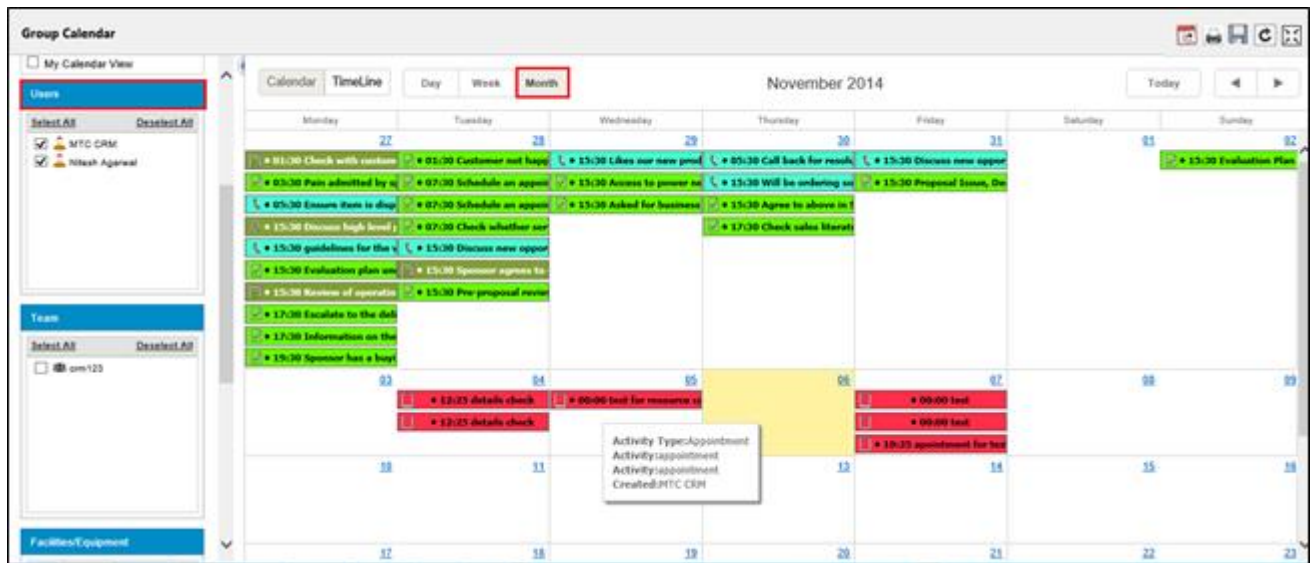 Group Calendar
My Calendar View
Users
Select All Deselect All
MTC CRM
Nitesh Agarwal
Team
Select All Deselect All
crm123
Facilities/Equipment
Calendar TimeLine Day Week Month November 2014 Today
Monday Tuesday Wednesday Thursday Friday Saturday Sunday
27 28 29 30 31 01 02
• 01:30 Check with custom • 01:30 Customer not happ • 15:30 Likes our new prod • 05:30 Call back for resolu • 15:30 Discuss new oppor • 15:30 Evaluation Plan
• 03:30 Pain admitted by • 07:30 Schedule an appoi • 15:30 Access to power • 15:30 Will be ordering • 15:30 Proposal Issue,
• 05:30 Ensure item is disp • 07:30 Schedule an appoi • 15:30 Asked for business • 15:30 Agree to above in
• 15:30 Discuss high level • 07:30 Check whether ser • 17:30 Check sales literat
• 15:30 guidelines for the • 15:30 Discuss new oppor
• 15:30 Evaluation plan • 15:30 Sponsor agrees to
• 15:30 Review of operatin • 15:30 Pre-proposal review
• 17:30 Escalate to the
• 17:30 Information on the
• 19:30 Sponsor has a buyi
03 04 05 06 07 08 09
• 12:25 details check • 00:00 test for resource • 00:00 test
• 12:25 details check • 00:00 test
• 10:25 apointment for
Activity Type:Appointment
Activity:appointment
Activity:appointment
Created:MTC CRM
10 11 13 14 15 16
17 18 19 20 21 22 23